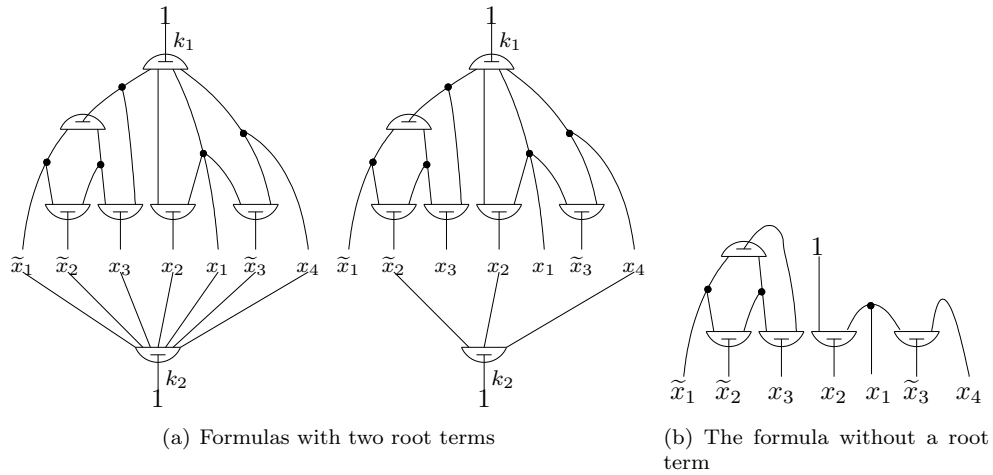 1 1
k₁ k₁
1
x̃₁ x̃₂ x₃ x₂ x₁ x̃₃ x₄ x̃₁ x̃₂ x₃ x₂ x₁ x̃₃ x₄
k₂ k₂
1 1
x̃₁ x̃₂ x₃ x₂ x₁ x̃₃ x₄
(a) Formulas with two root terms
(b) The formula without a root
term